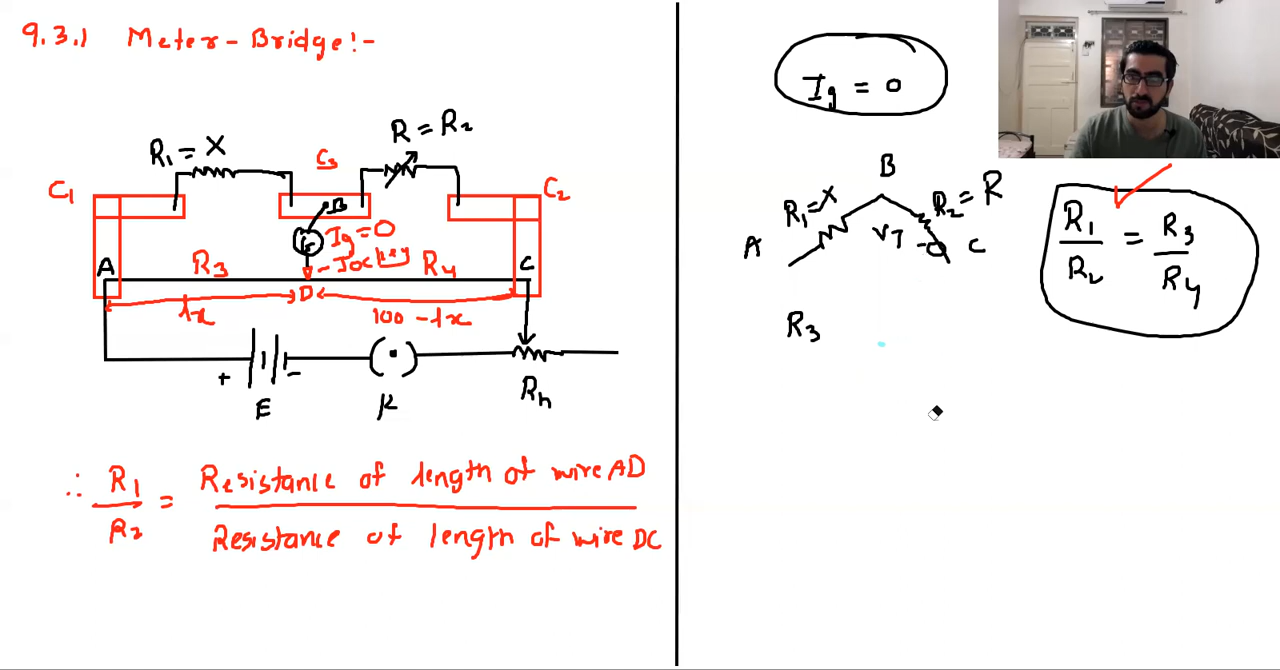 9.3.1 Meter-Bridge:-
R₁ = X
R = R₂
C₁
C₃
C₂
B
G
Ig = 0
A
R₃
- Jockey
R₄
C
D
lx
100 - lx
+
-
E
K
Rh
∴ R₁ / R₂ = Resistance of length of wire AD / Resistance of length of wire DC
Ig = 0
B
R₁ = X
R₂ = R
A
C
R₃
R₁ / R₂ = R₃ / R₄